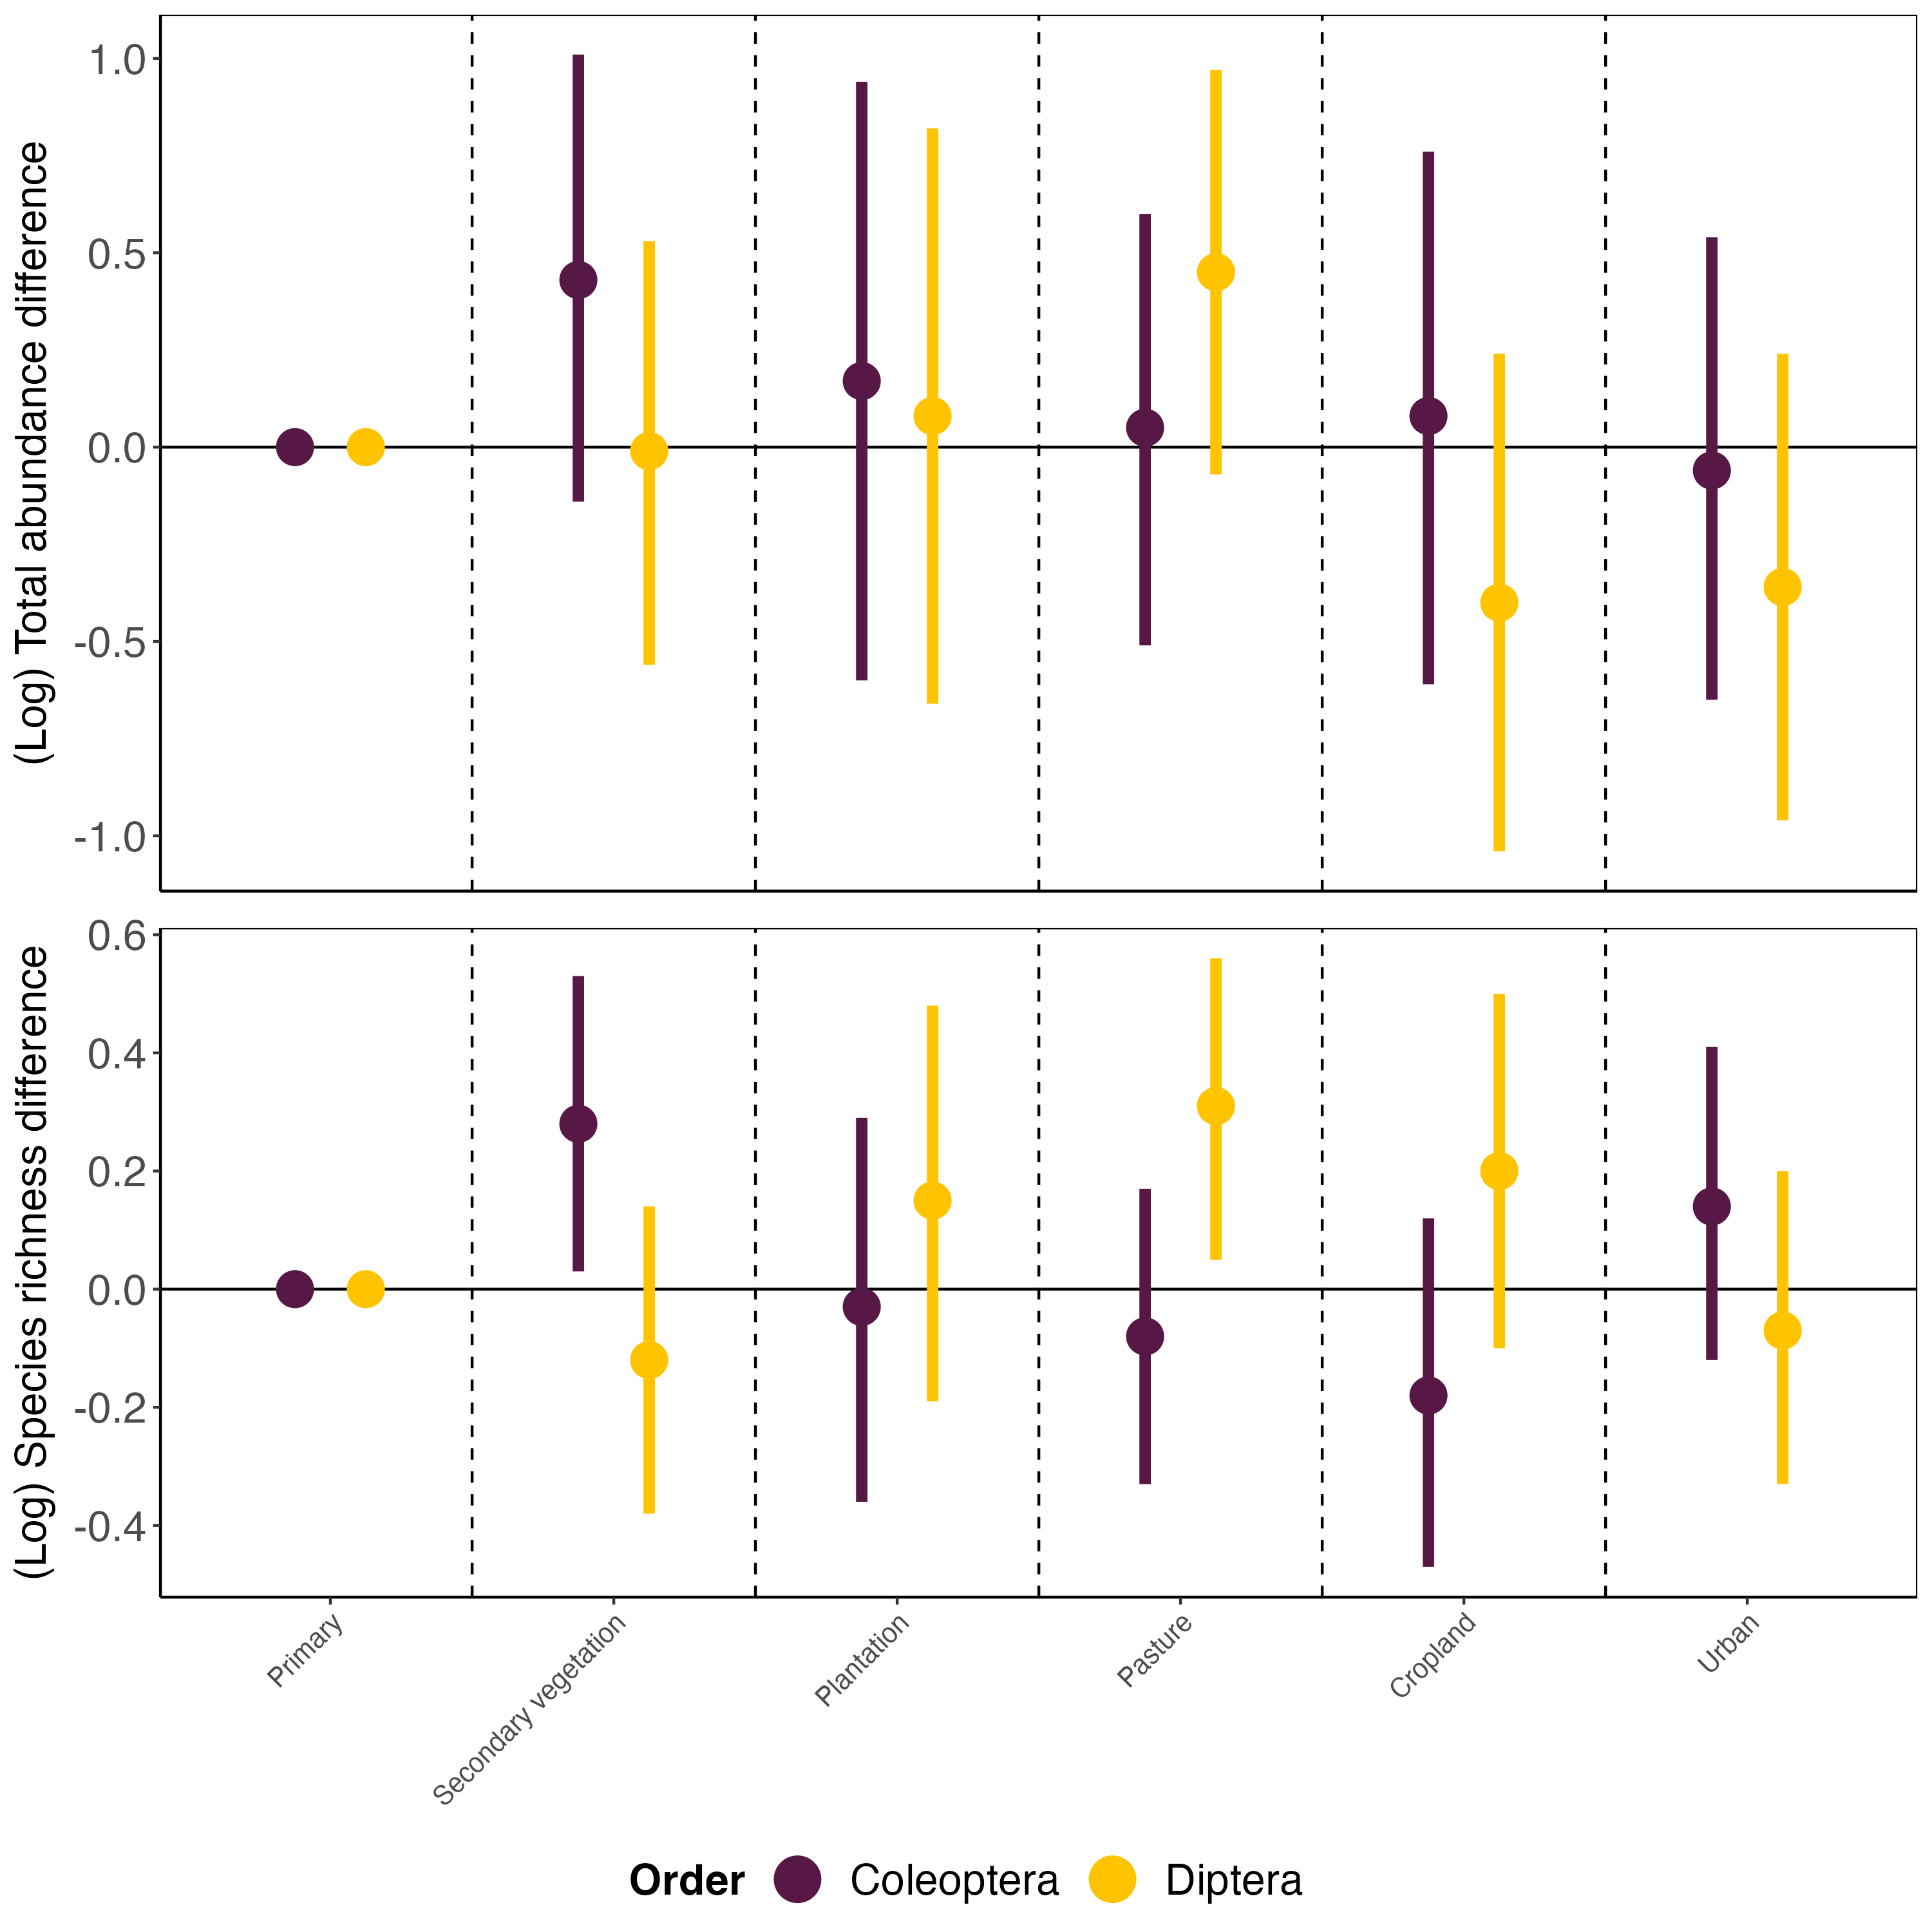 (Log) Total abundance difference
1.0
0.5
0.0
-0.5
-1.0
(Log) Species richness difference
0.6
0.4
0.2
0.0
-0.2
-0.4
Primary
Secondary vegetation
Plantation
Pasture
Cropland
Urban
Order Coleoptera Diptera